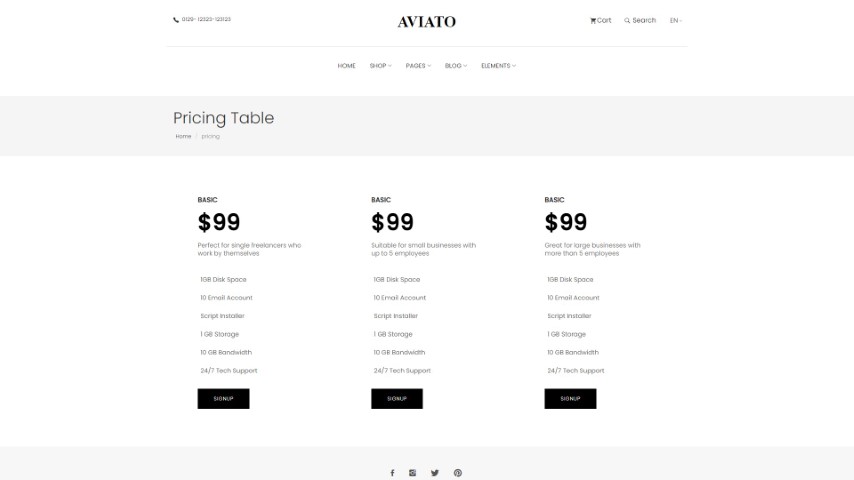 0129- 12323-123123
AVIATO
Cart
Search
EN
HOME
SHOP
PAGES
BLOG
ELEMENTS
Pricing Table
Home / pricing
BASIC
$99
Perfect for single freelancers who
work by themselves
1GB Disk Space
10 Email Account
Script Installer
1 GB Storage
10 GB Bandwidth
24/7 Tech Support
SIGNUP
BASIC
$99
Suitable for small businesses with
up to 5 employees
1GB Disk Space
10 Email Account
Script Installer
1 GB Storage
10 GB Bandwidth
24/7 Tech Support
SIGNUP
BASIC
$99
Great for large businesses with
more than 5 employees
1GB Disk Space
10 Email Account
Script Installer
1 GB Storage
10 GB Bandwidth
24/7 Tech Support
SIGNUP